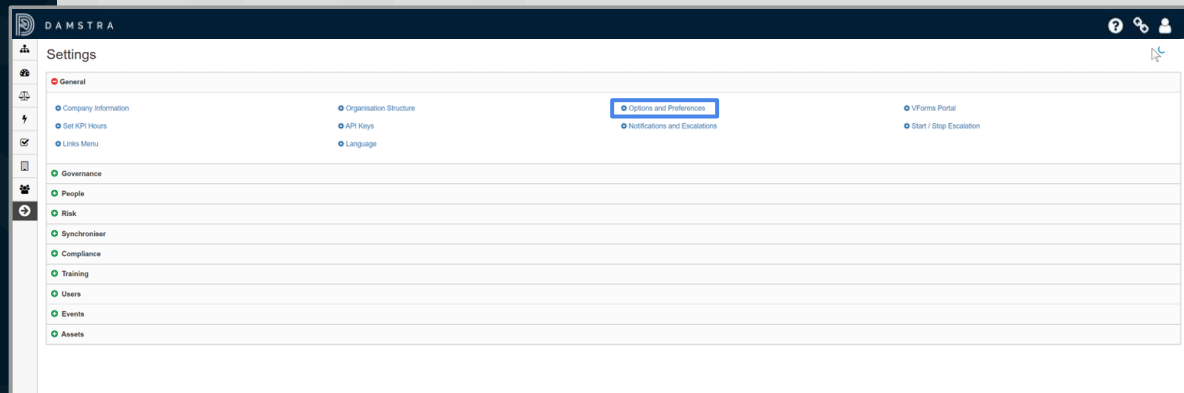 DAMSTRA
Settings
General
Company Information Organisation Structure Options and Preferences VForms Portal
Set KPI Hours API Keys Notifications and Escalations Start / Stop Escalation
Links Menu Language
Governance
People
Risk
Synchroniser
Compliance
Training
Users
Events
Assets